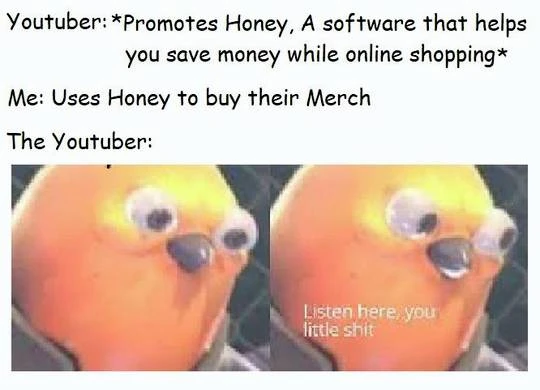 Youtuber: *Promotes Honey, A software that helps
you save money while online shopping*
Me: Uses Honey to buy their Merch
The Youtuber:
Listen here, you
little shit